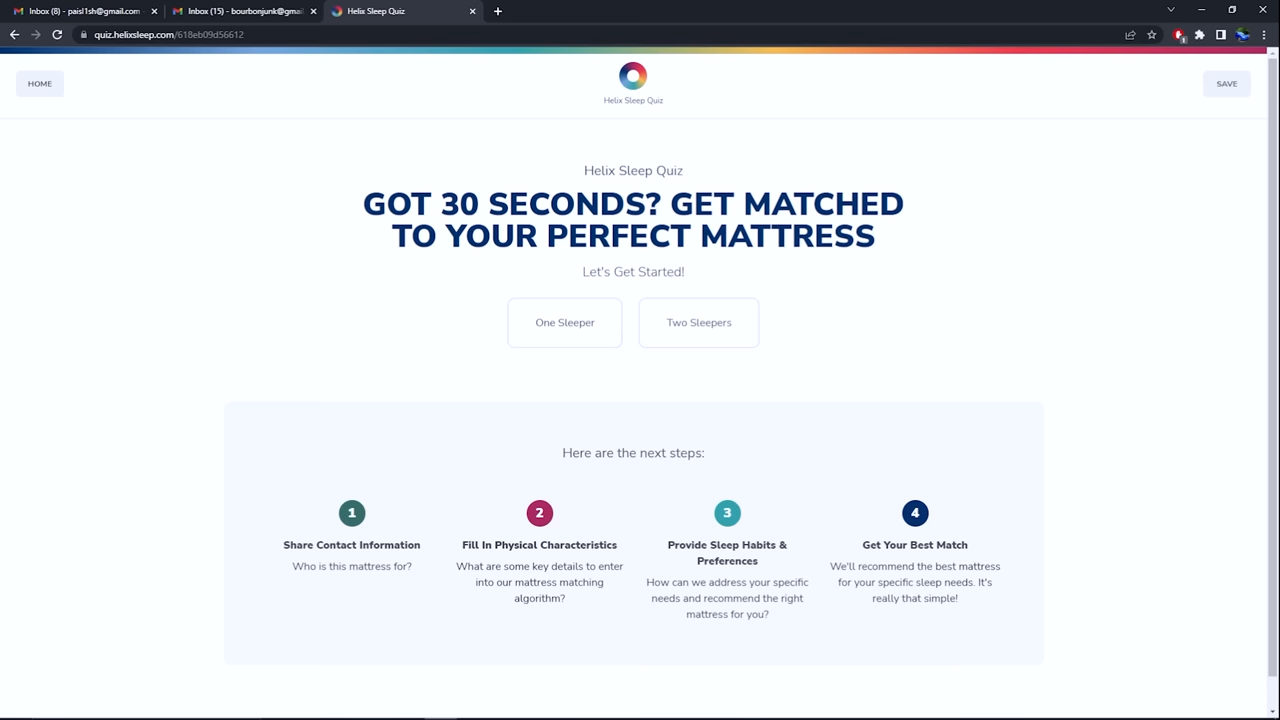 Inbox (8) - pais1sh@gmail.com -
Inbox (15) - bourbonjunk@gmail.
Helix Sleep Quiz
quiz.helixsleep.com/618eb09d56612
HOME
Helix Sleep Quiz
SAVE
Helix Sleep Quiz
GOT 30 SECONDS? GET MATCHED
TO YOUR PERFECT MATTRESS
Let's Get Started!
One Sleeper
Two Sleepers
Here are the next steps:
1
Share Contact Information
Who is this mattress for?
2
Fill In Physical Characteristics
What are some key details to enter
into our mattress matching
algorithm?
3
Provide Sleep Habits &
Preferences
How can we address your specific
needs and recommend the right
mattress for you?
4
Get Your Best Match
We'll recommend the best mattress
for your specific sleep needs. It's
really that simple!